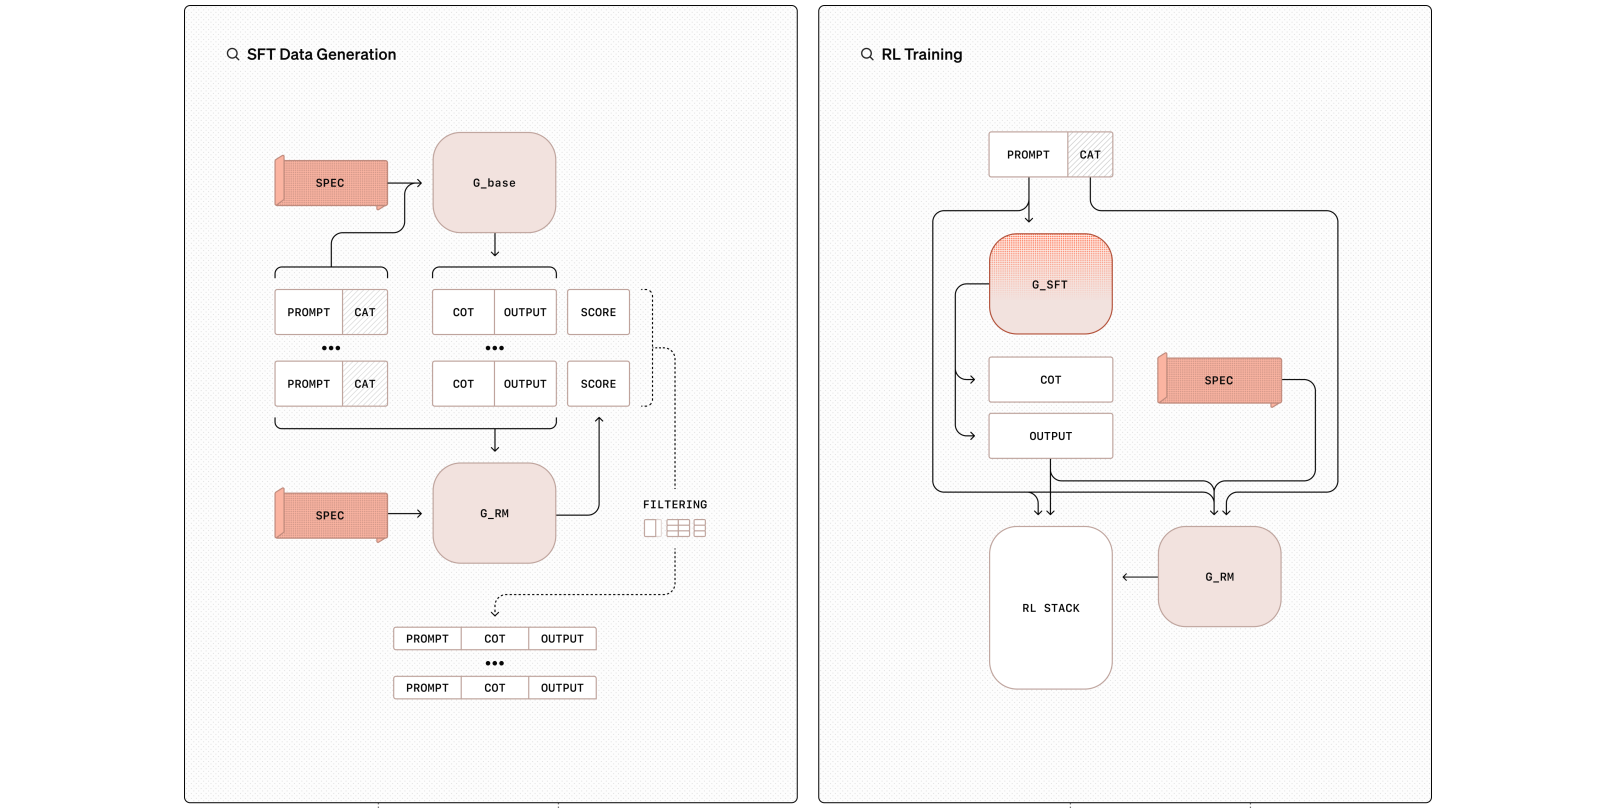 SFT Data Generation
SPEC
G_base
PROMPT CAT
COT OUTPUT
SCORE
PROMPT CAT
COT OUTPUT
SCORE
SPEC
G_RM
FILTERING
PROMPT COT OUTPUT
PROMPT COT OUTPUT
RL Training
PROMPT CAT
G_SFT
COT
SPEC
OUTPUT
G_RM
RL STACK